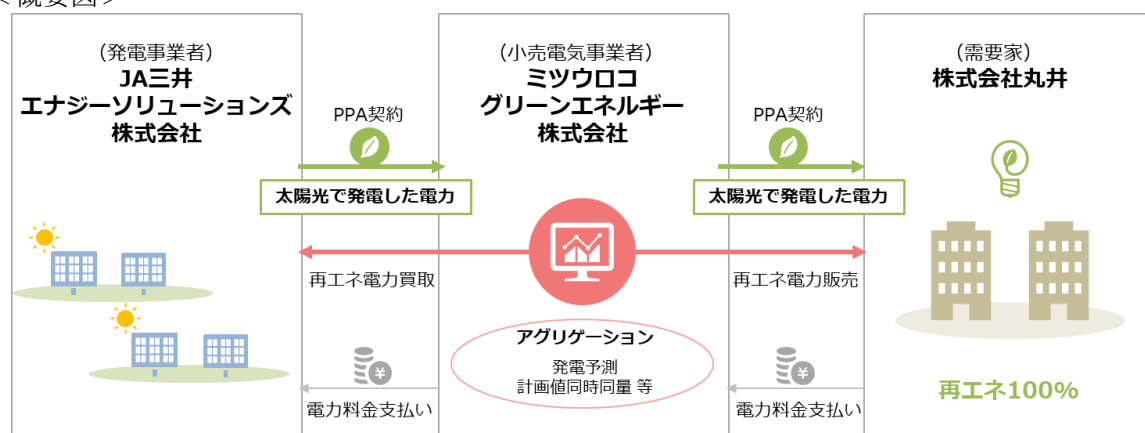 ＜概要図＞
（発電事業者）
JA三井
エナジーソリューションズ
株式会社
PPA契約
太陽光で発電した電力
再エネ電力買取
¥
電力料金支払い
（小売電気事業者）
ミツウロコ
グリーンエネルギー
株式会社
アグリゲーション
発電予測
計画値同時同量 等
PPA契約
太陽光で発電した電力
再エネ電力販売
¥
電力料金支払い
（需要家）
株式会社丸井
再エネ100%